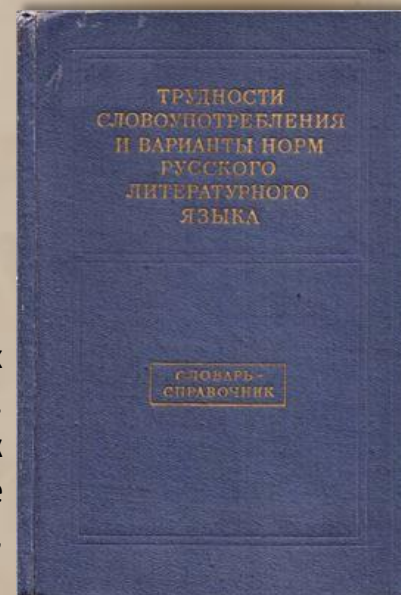 ТРУДНОСТИ
СЛОВОУПОТРЕБЛЕНИЯ
И ВАРИАНТЫ НОРМ
РУССКОГО
ЛИТЕРАТУРНОГО
ЯЗЫКА
СЛОВАРЬ-
СПРАВОЧНИК